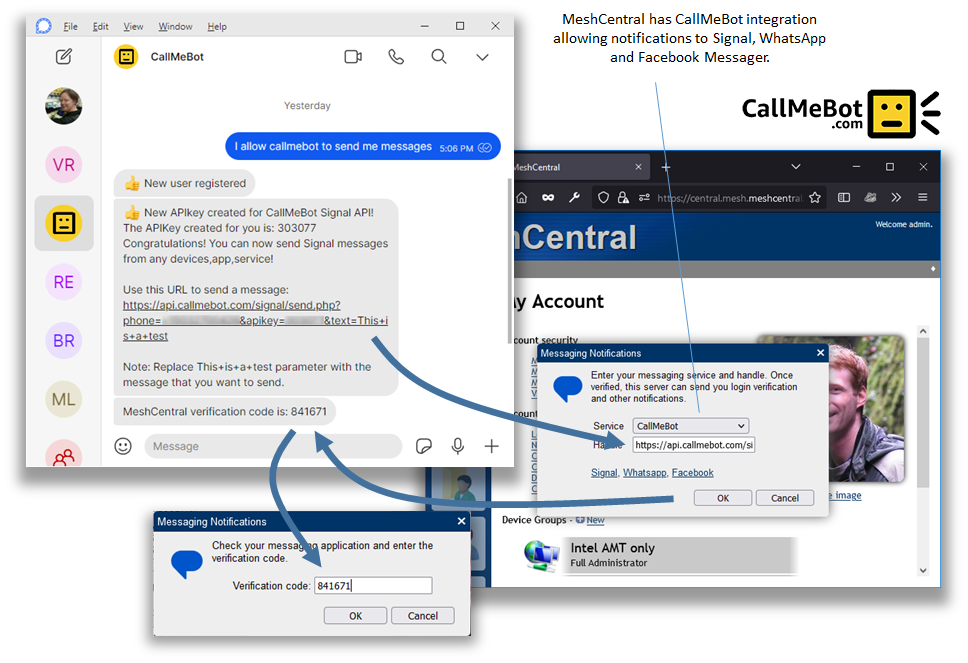 MeshCentral has CallMeBot integration
allowing notifications to Signal, WhatsApp
and Facebook Messager.
CallMeBot
.com
File Edit View Window Help
CallMeBot
Yesterday
I allow callmebot to send me messages 5:06 PM
👍 New user registered
👍 New APIkey created for CallMeBot Signal API!
The APIKey created for you is: 303077
Congratulations! You can now send Signal messages
from any devices,app,service!
Use this URL to send a message:
https://api.callmebot.com/signal/send.php?
phone=
&apikey=
&text=This+i
s+a+test
Note: Replace This+is+a+test parameter with the
message that you want to send.
MeshCentral verification code is: 841671
Message
VR
RE
BR
ML
MeshCentral
https://central.mesh.meshcentral
hCentral
Welcome admin.
My Account
count security
count
Messaging Notifications
Enter your messaging service and handle. Once
verified, this server can send you login verification
and other notifications.
Service CallMeBot
Handle https://api.callmebot.com/si
Signal, Whatsapp, Facebook
OK Cancel
e image
Device Groups - New
Intel AMT only
Full Administrator
Messaging Notifications
Check your messaging application and enter the
verification code.
Verification code: 841671
OK Cancel